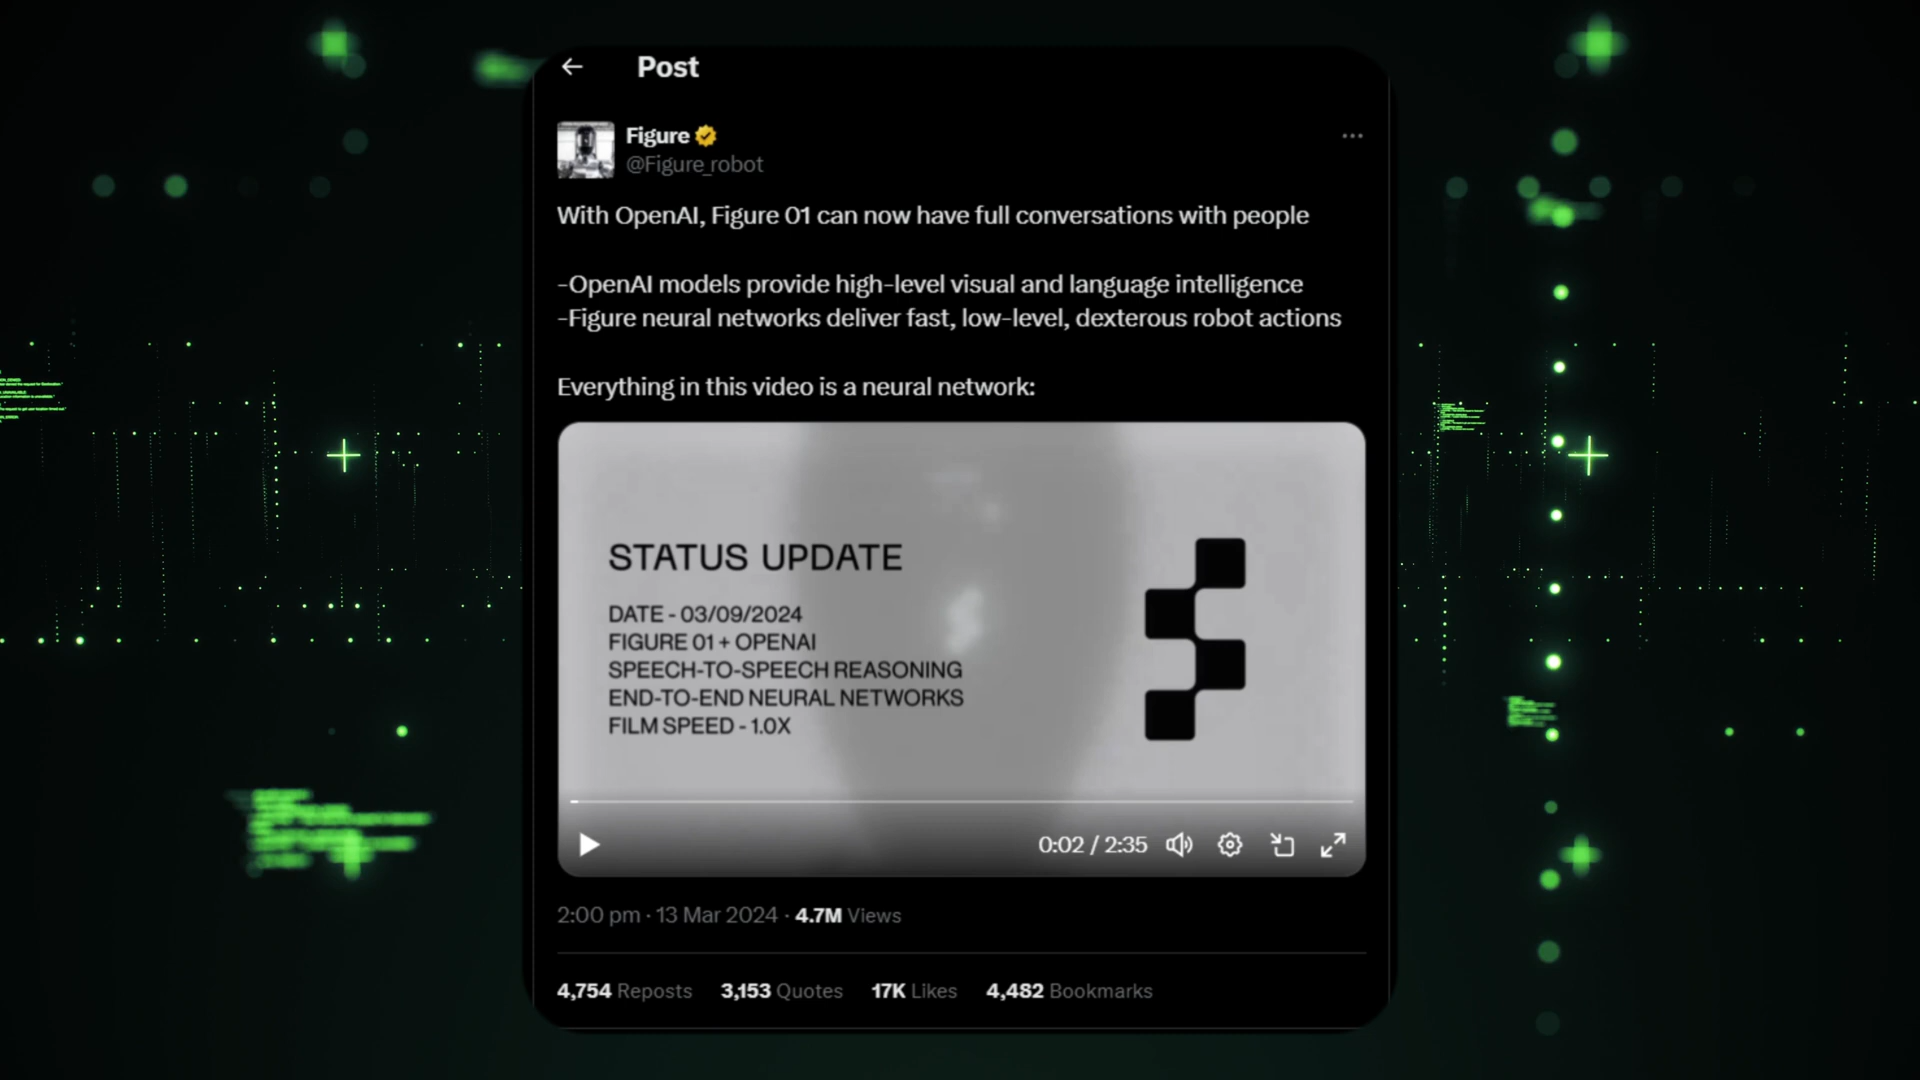 Post
Figure
@Figure_robot
With OpenAI, Figure 01 can now have full conversations with people
-OpenAI models provide high-level visual and language intelligence
-Figure neural networks deliver fast, low-level, dexterous robot actions
Everything in this video is a neural network:
STATUS UPDATE
DATE - 03/09/2024
FIGURE 01 + OPENAI
SPEECH-TO-SPEECH REASONING
END-TO-END NEURAL NETWORKS
FILM SPEED - 1.0X
0:02 / 2:35
2:00 pm · 13 Mar 2024 · 4.7M Views
4,754 Reposts 3,153 Quotes 17K Likes 4,482 Bookmarks